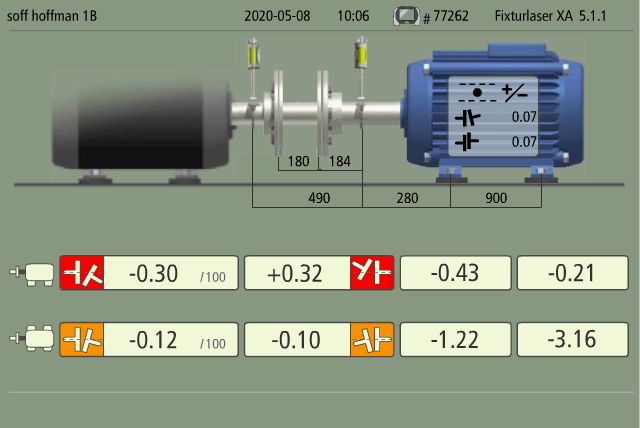 soff hoffman 1B 2020-05-08 10:06 # 77262 Fixturlaser XA 5.1.1
+/-
0.07
0.07
180 184
490 280 900
-0.30 /100 +0.32 -0.43 -0.21
-0.12 /100 -0.10 -1.22 -3.16